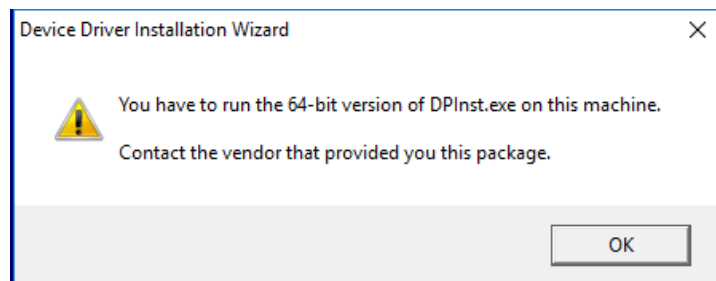 Device Driver Installation Wizard
You have to run the 64-bit version of DPInst.exe on this machine.
Contact the vendor that provided you this package.
OK